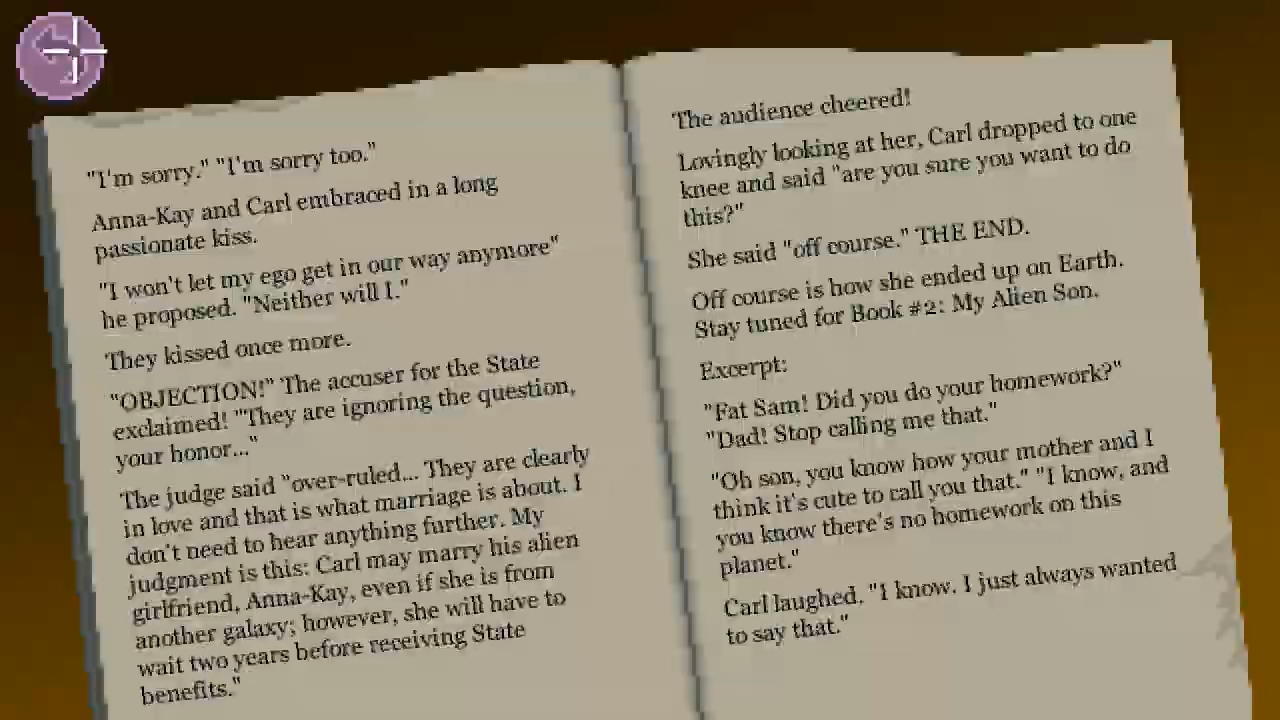 "I'm sorry." "I'm sorry too."
Anna-Kay and Carl embraced in a long
passionate kiss.
"I won't let my ego get in our way anymore"
he proposed. "Neither will I."
They kissed once more.
"OBJECTION!" The accuser for the State
exclaimed! "They are ignoring the question,
your honor..."
The judge said "over-ruled... They are clearly
in love and that is what marriage is about. I
don't need to hear anything further. My
judgment is this: Carl may marry his alien
girlfriend, Anna-Kay, even if she is from
another galaxy; however, she will have to
wait two years before receiving State
benefits."
The audience cheered!
Lovingly looking at her, Carl dropped to one
knee and said "are you sure you want to do
this?"
She said "off course." THE END.
Off course is how she ended up on Earth.
Stay tuned for Book #2: My Alien Son.
Excerpt:
"Fat Sam! Did you do your homework?"
"Dad! Stop calling me that."
"Oh son, you know how your mother and I
think it's cute to call you that." "I know, and
you know there's no homework on this
planet."
Carl laughed. "I know. I just always wanted
to say that."